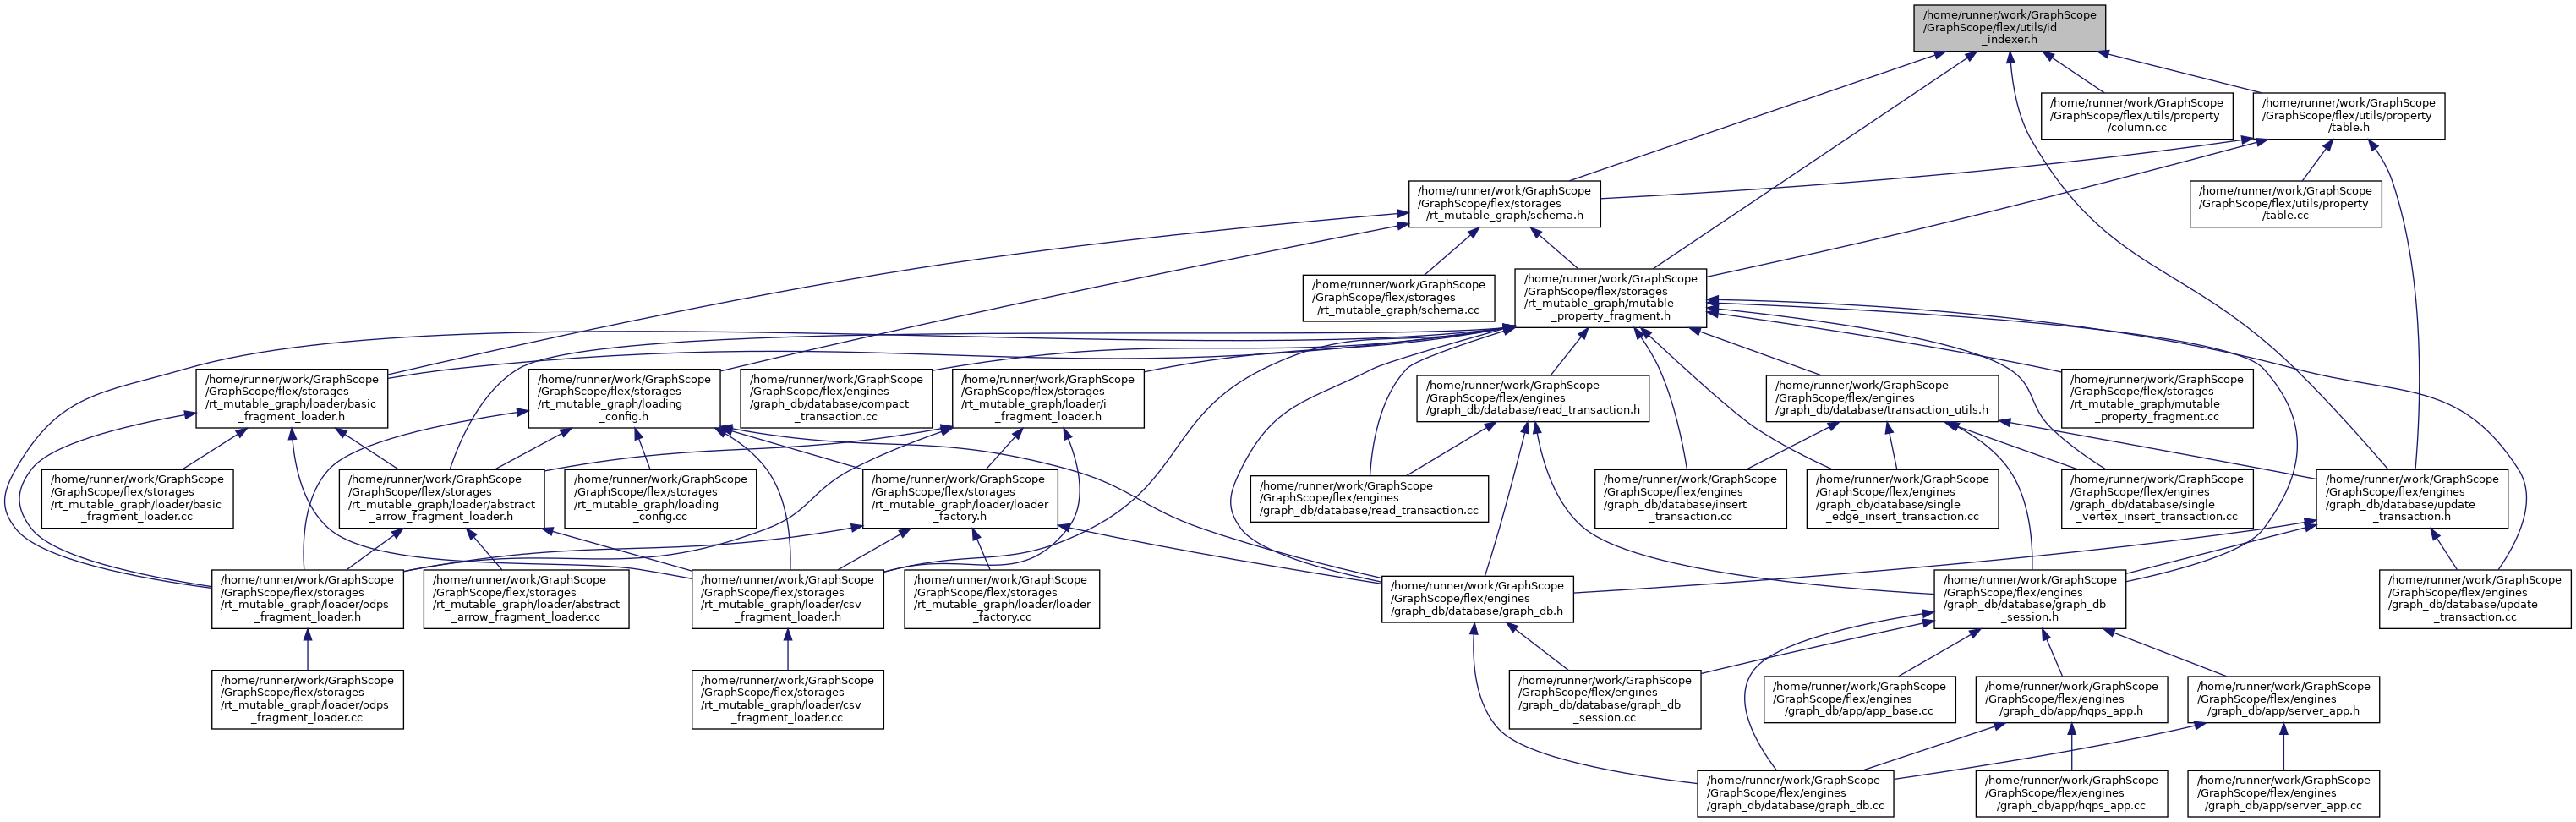 /home/runner/work/GraphScope
/GraphScope/flex/utils/id
_indexer.h
/home/runner/work/GraphScope
/GraphScope/flex/utils/property
/column.cc
/home/runner/work/GraphScope
/GraphScope/flex/utils/property
/table.h
/home/runner/work/GraphScope
/GraphScope/flex/storages
/rt_mutable_graph/schema.h
/home/runner/work/GraphScope
/GraphScope/flex/utils/property
/table.cc
/home/runner/work/GraphScope
/GraphScope/flex/storages
/rt_mutable_graph/schema.cc
/home/runner/work/GraphScope
/GraphScope/flex/storages
/rt_mutable_graph/mutable
_property_fragment.h
/home/runner/work/GraphScope
/GraphScope/flex/storages
/rt_mutable_graph/loader/basic
_fragment_loader.h
/home/runner/work/GraphScope
/GraphScope/flex/storages
/rt_mutable_graph/loading
_config.h
/home/runner/work/GraphScope
/GraphScope/flex/engines
/graph_db/database/compact
_transaction.cc
/home/runner/work/GraphScope
/GraphScope/flex/storages
/rt_mutable_graph/loader/i
_fragment_loader.h
/home/runner/work/GraphScope
/GraphScope/flex/engines
/graph_db/database/read_transaction.h
/home/runner/work/GraphScope
/GraphScope/flex/engines
/graph_db/database/transaction_utils.h
/home/runner/work/GraphScope
/GraphScope/flex/storages
/rt_mutable_graph/mutable
_property_fragment.cc
/home/runner/work/GraphScope
/GraphScope/flex/storages
/rt_mutable_graph/loader/basic
_fragment_loader.cc
/home/runner/work/GraphScope
/GraphScope/flex/storages
/rt_mutable_graph/loader/abstract
_arrow_fragment_loader.h
/home/runner/work/GraphScope
/GraphScope/flex/storages
/rt_mutable_graph/loading
_config.cc
/home/runner/work/GraphScope
/GraphScope/flex/storages
/rt_mutable_graph/loader/loader
_factory.h
/home/runner/work/GraphScope
/GraphScope/flex/engines
/graph_db/database/read_transaction.cc
/home/runner/work/GraphScope
/GraphScope/flex/engines
/graph_db/database/insert
_transaction.cc
/home/runner/work/GraphScope
/GraphScope/flex/engines
/graph_db/database/single
_edge_insert_transaction.cc
/home/runner/work/GraphScope
/GraphScope/flex/engines
/graph_db/database/single
_vertex_insert_transaction.cc
/home/runner/work/GraphScope
/GraphScope/flex/engines
/graph_db/database/update
_transaction.h
/home/runner/work/GraphScope
/GraphScope/flex/storages
/rt_mutable_graph/loader/odps
_fragment_loader.h
/home/runner/work/GraphScope
/GraphScope/flex/storages
/rt_mutable_graph/loader/abstract
_arrow_fragment_loader.cc
/home/runner/work/GraphScope
/GraphScope/flex/storages
/rt_mutable_graph/loader/csv
_fragment_loader.h
/home/runner/work/GraphScope
/GraphScope/flex/storages
/rt_mutable_graph/loader/loader
_factory.cc
/home/runner/work/GraphScope
/GraphScope/flex/engines
/graph_db/database/graph_db.h
/home/runner/work/GraphScope
/GraphScope/flex/engines
/graph_db/database/graph_db
_session.h
/home/runner/work/GraphScope
/GraphScope/flex/engines
/graph_db/database/update
_transaction.cc
/home/runner/work/GraphScope
/GraphScope/flex/storages
/rt_mutable_graph/loader/odps
_fragment_loader.cc
/home/runner/work/GraphScope
/GraphScope/flex/storages
/rt_mutable_graph/loader/csv
_fragment_loader.cc
/home/runner/work/GraphScope
/GraphScope/flex/engines
/graph_db/database/graph_db
_session.cc
/home/runner/work/GraphScope
/GraphScope/flex/engines
/graph_db/app/app_base.cc
/home/runner/work/GraphScope
/GraphScope/flex/engines
/graph_db/app/hqps_app.h
/home/runner/work/GraphScope
/GraphScope/flex/engines
/graph_db/app/server_app.h
/home/runner/work/GraphScope
/GraphScope/flex/engines
/graph_db/database/graph_db.cc
/home/runner/work/GraphScope
/GraphScope/flex/engines
/graph_db/app/hqps_app.cc
/home/runner/work/GraphScope
/GraphScope/flex/engines
/graph_db/app/server_app.cc